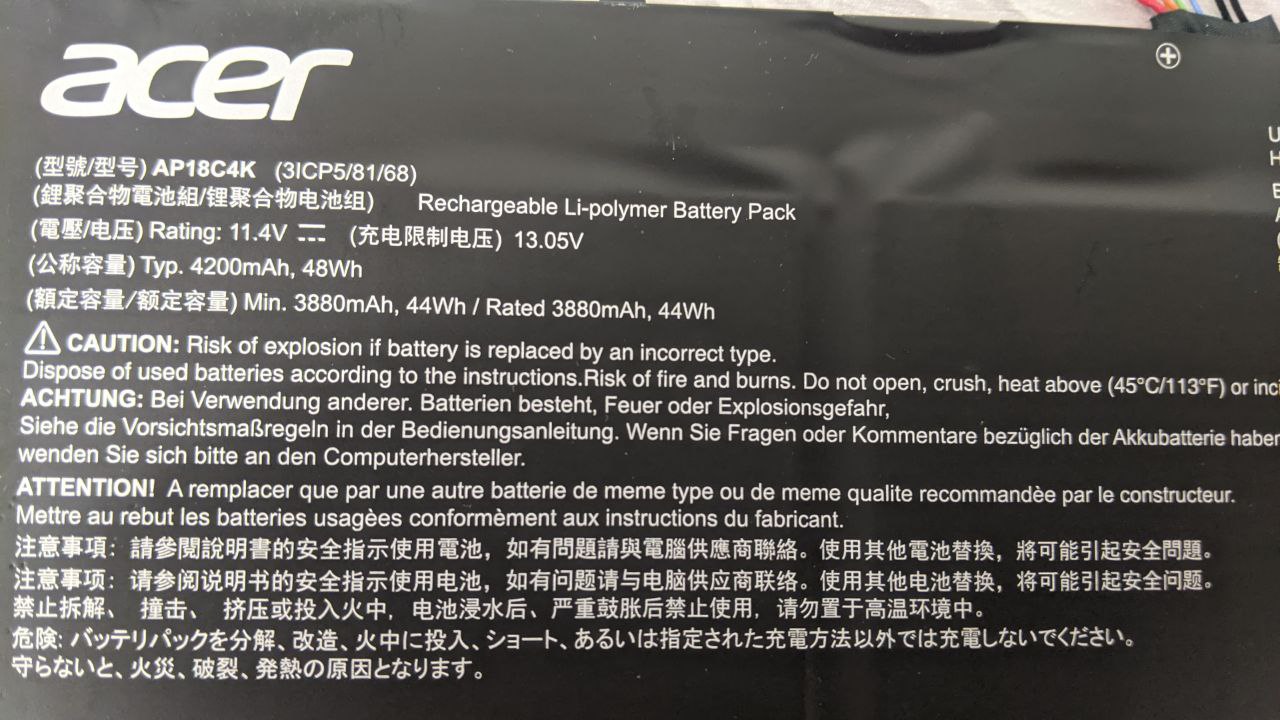 acer
(型號/型号) AP18C4K (3ICP5/81/68)
(鋰聚合物電池組/锂聚合物电池组) Rechargeable Li-polymer Battery Pack
(電壓/电压) Rating: 11.4V ⎓ (充电限制电压) 13.05V
(公称容量) Typ. 4200mAh, 48Wh
(額定容量/额定容量) Min. 3880mAh, 44Wh / Rated 3880mAh, 44Wh
⚠ CAUTION: Risk of explosion if battery is replaced by an incorrect type.
Dispose of used batteries according to the instructions.Risk of fire and burns. Do not open, crush, heat above (45°C/113°F) or inci
ACHTUNG: Bei Verwendung anderer. Batterien besteht, Feuer oder Explosionsgefahr,
Siehe die Vorsichtsmaßregeln in der Bedienungsanleitung. Wenn Sie Fragen oder Kommentare bezüglich der Akkubatterie haben
wenden Sie sich bitte an den Computerhersteller.
ATTENTION! A remplacer que par une autre batterie de meme type ou de meme qualite recommandèe par le constructeur.
Mettre au rebut les batteries usagèes conformèment aux instructions du fabricant.
注意事項：請參閱說明書的安全指示使用電池，如有問題請與電腦供應商聯絡。使用其他電池替換，將可能引起安全問題。
注意事项：请参阅说明书的安全指示使用电池，如有问题请与电脑供应商联络。使用其他电池替换，将可能引起安全问题。
禁止拆解、 撞击、 挤压或投入火中，电池浸水后、严重鼓胀后禁止使用，请勿置于高温环境中。
危険: バッテリパックを分解、改造、火中に投入、ショート、あるいは指定された充電方法以外では充電しないでください。
守らないと、火災、破裂、発熱の原因となります。